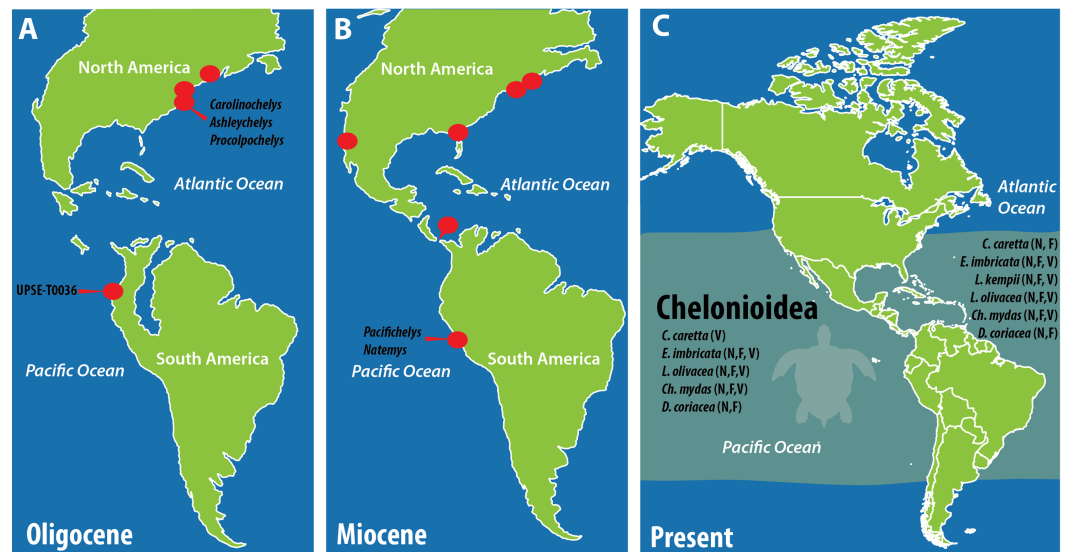 A
North America
Carolinochelys
Ashleychelys
Procolpochelys
Atlantic Ocean
UPSE-T0036
South America
Pacific Ocean
Oligocene
B
North America
Atlantic Ocean
Pacifichelys
Natemys
Pacific Ocean
South America
Miocene
C
Atlantic
Ocean
C. caretta (N, F)
E. imbricata (N,F, V)
L. kempii (N,F, V)
L. olivacea (N,F,V)
Ch. mydas (N,F,V)
D. coriacea (N,F)
Chelonioidea
C. caretta (V)
E. imbricata (N,F, V)
L. olivacea (N,F,V)
Ch. mydas (N,F,V)
D. coriacea (N,F)
Pacific Ocean
Present